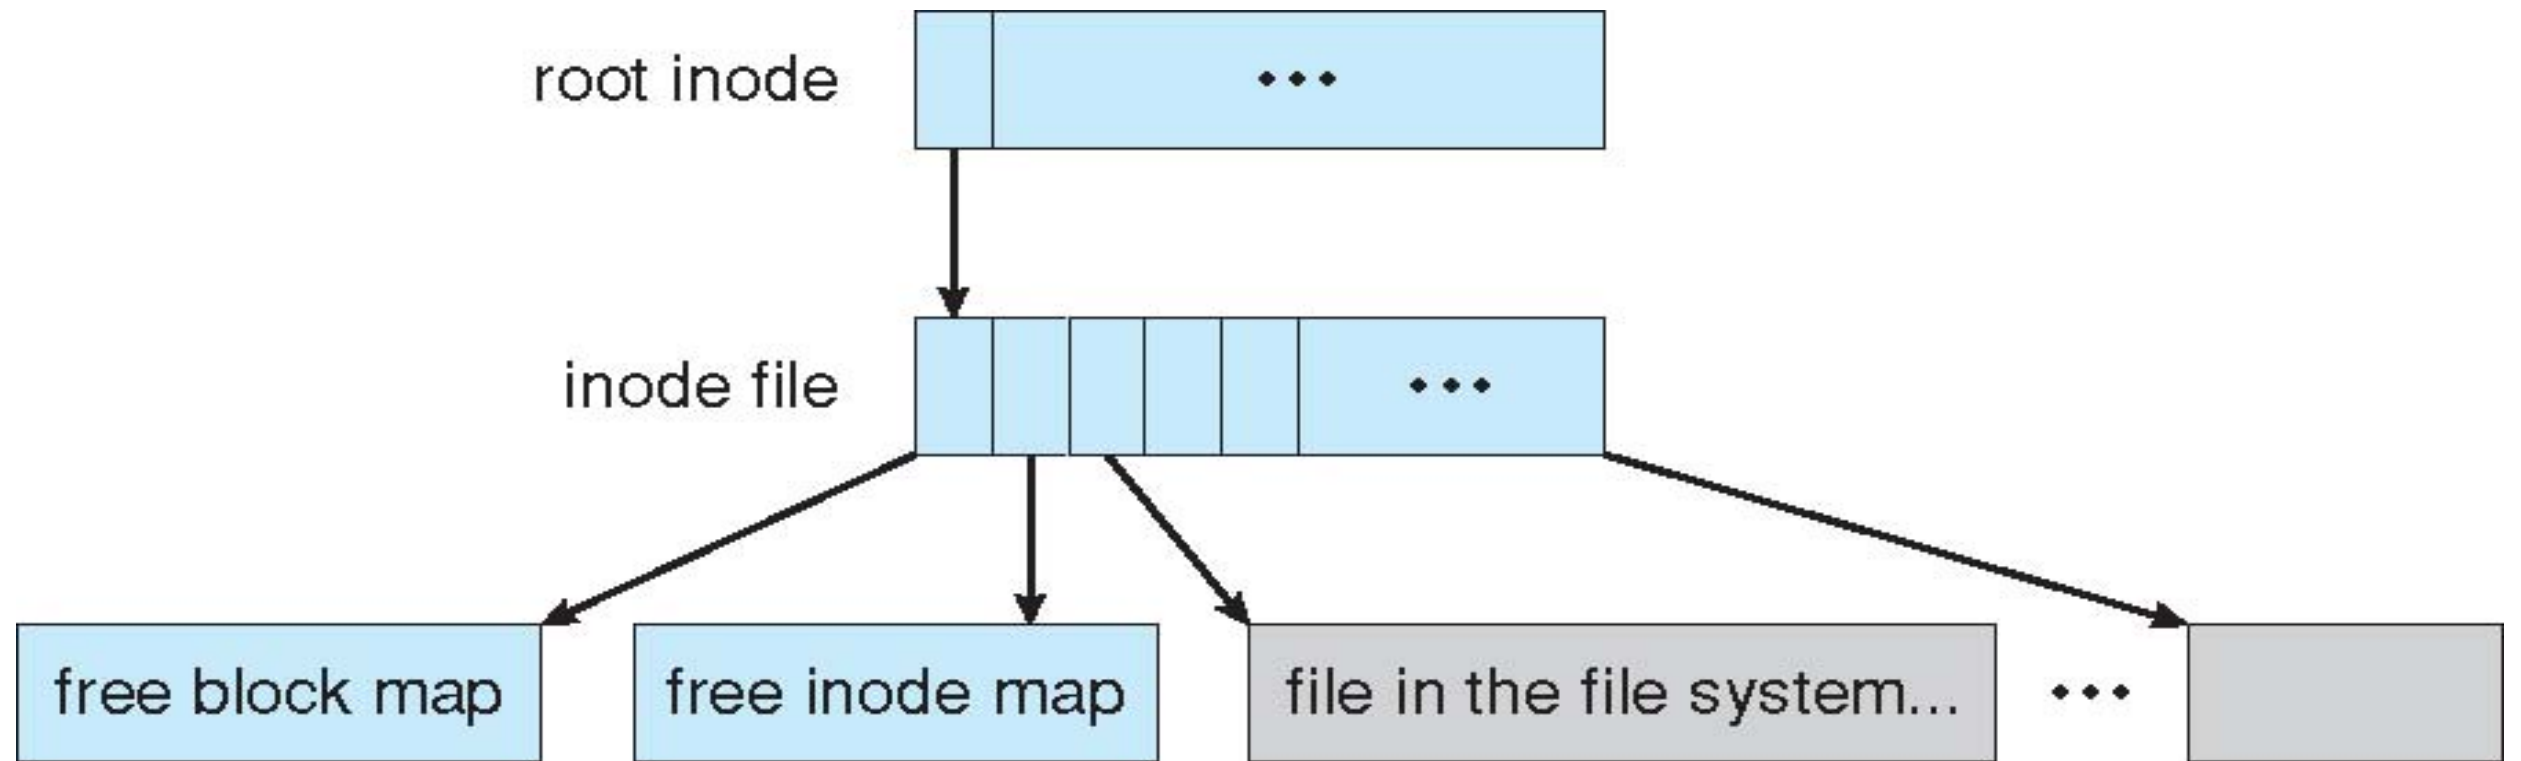 root inode
•••
inode file
•••
free block map
free inode map
file in the file system...
•••